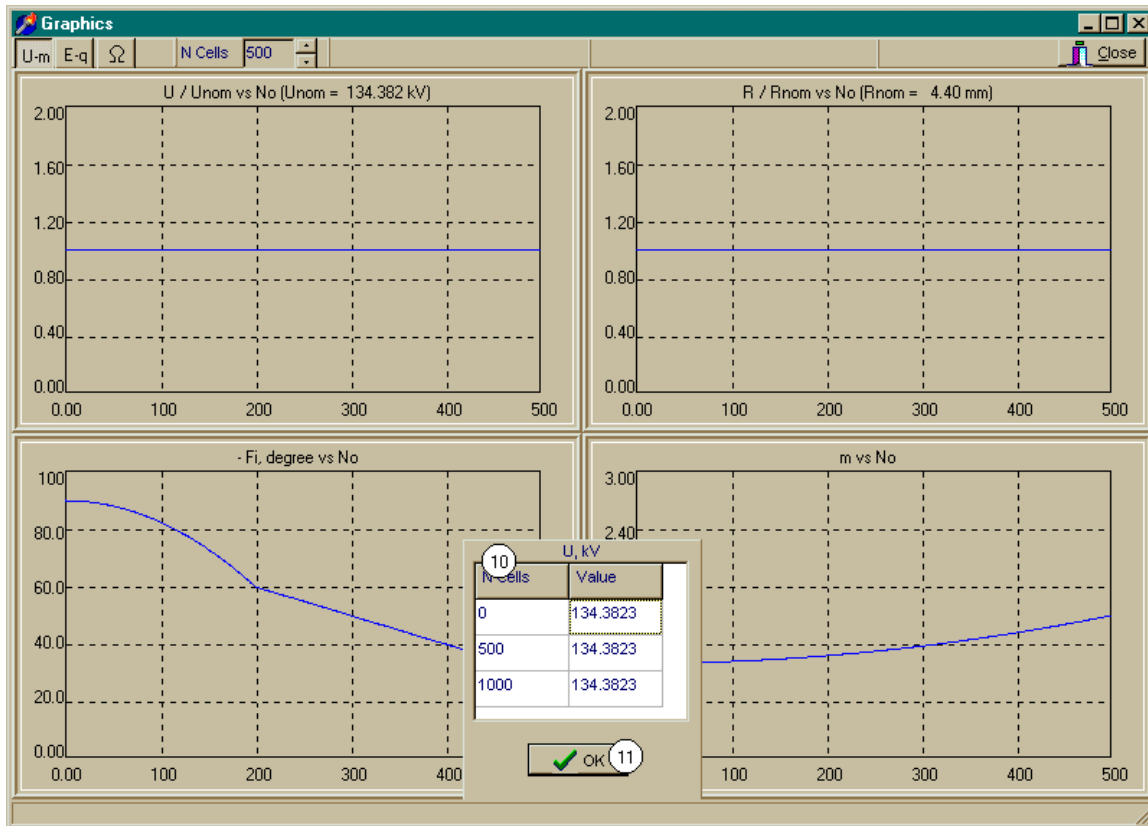 Graphics
U-m E-q Ω N Cells 500 Close
U / Unom vs No (Unom = 134.382 kV)
2.00
1.60
1.20
0.80
0.40
0.00
0.00 100 200 300 400 500
R / Rnom vs No (Rnom = 4.40 mm)
2.00
1.60
1.20
0.80
0.40
0.00
0.00 100 200 300 400 500
- Fi, degree vs No
100
80.0
60.0
40.0
20.0
0.00
0.00 100 200 300 400
m vs No
3.00
2.40
100 200 300 400 500
10
U, kV
N Cells Value
0 134.3823
500 134.3823
1000 134.3823
OK 11